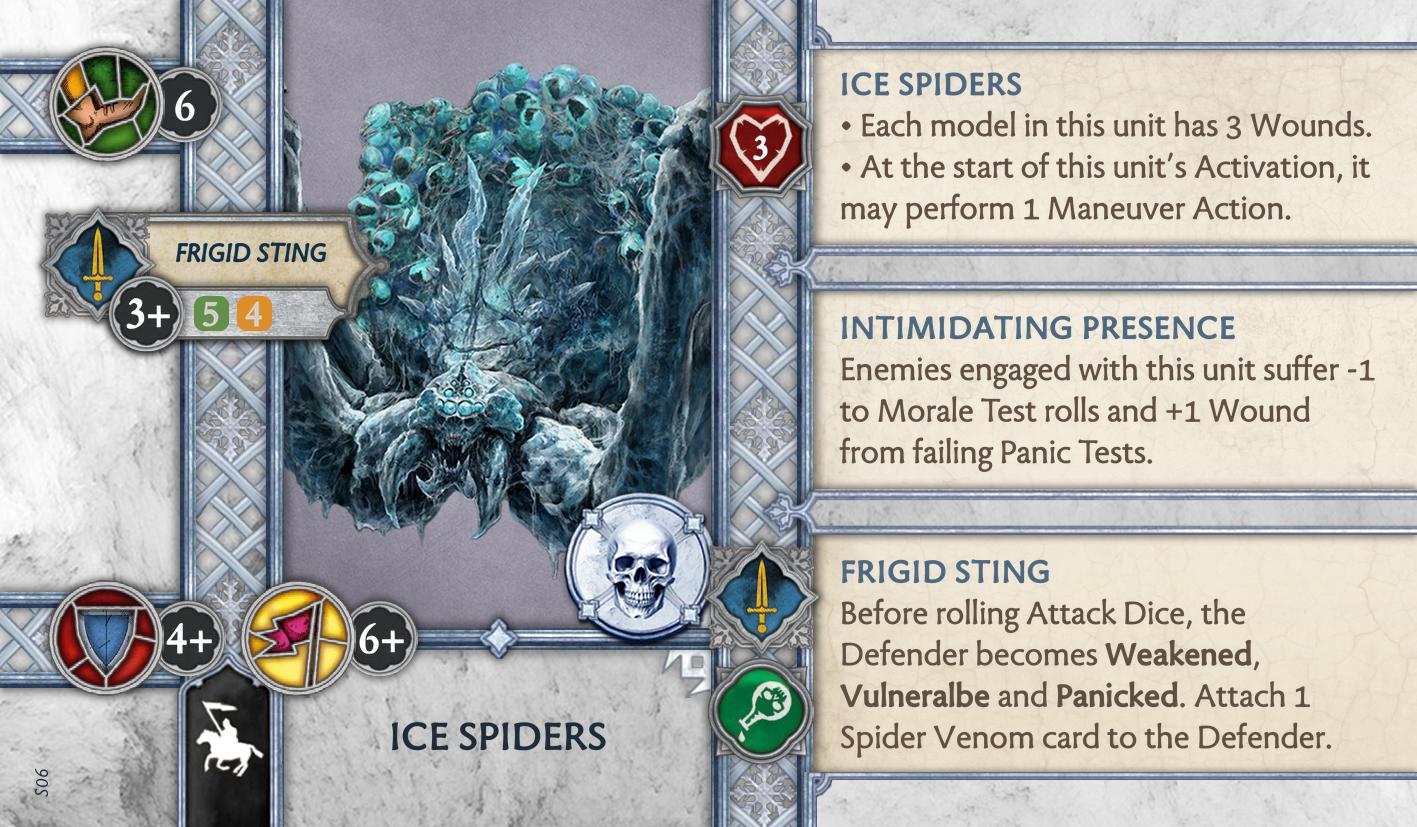 6
FRIGID STING
3+ 5 4
4+ 6+
ICE SPIDERS
S06
3
ICE SPIDERS
• Each model in this unit has 3 Wounds.
• At the start of this unit's Activation, it
may perform 1 Maneuver Action.
INTIMIDATING PRESENCE
Enemies engaged with this unit suffer -1
to Morale Test rolls and +1 Wound
from failing Panic Tests.
FRIGID STING
Before rolling Attack Dice, the
Defender becomes Weakened,
Vulneralbe and Panicked. Attach 1
Spider Venom card to the Defender.